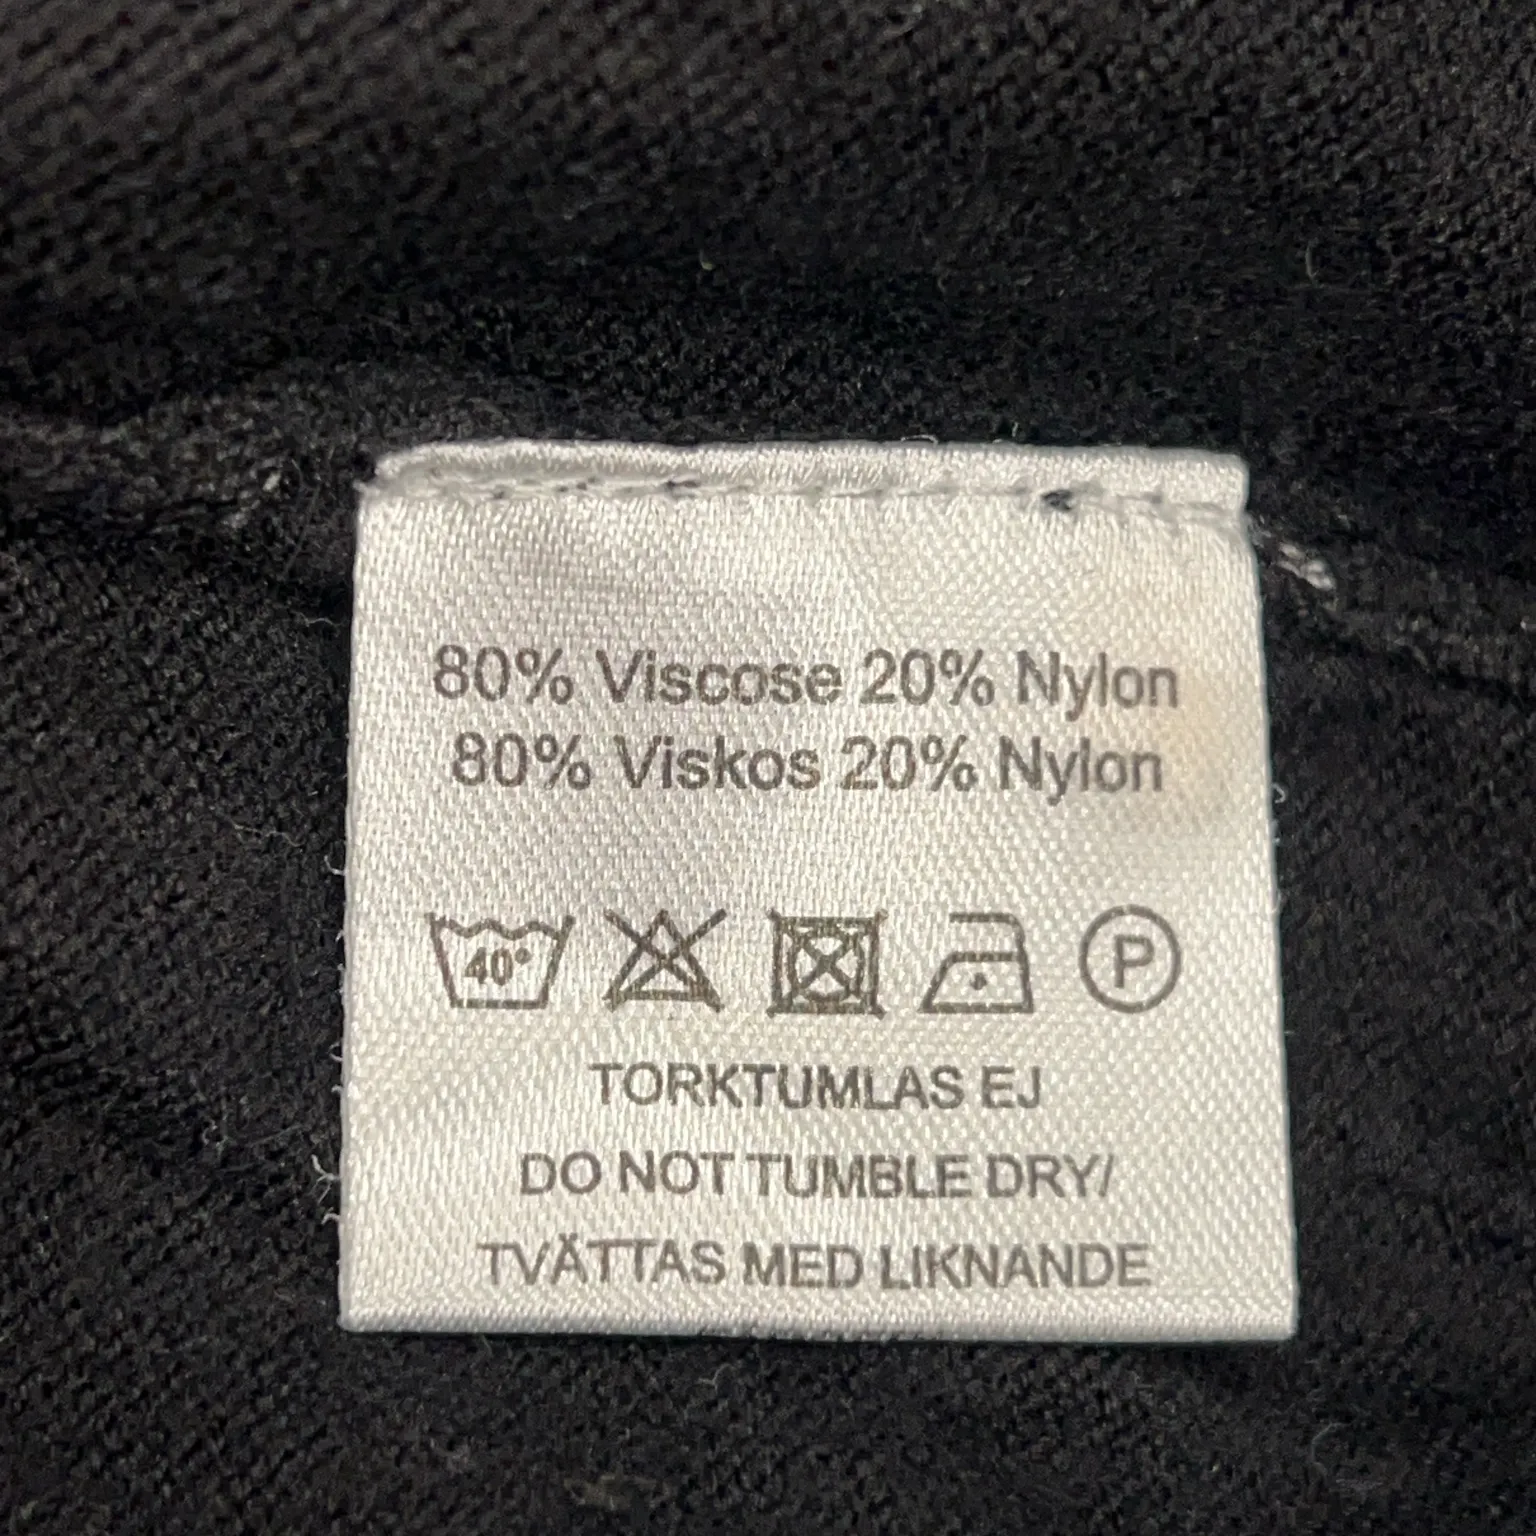 80% Viscose 20% Nylon
80% Viskos 20% Nylon
40° P
TORKTUMLAS EJ
DO NOT TUMBLE DRY/
TVÄTTAS MED LIKNANDE